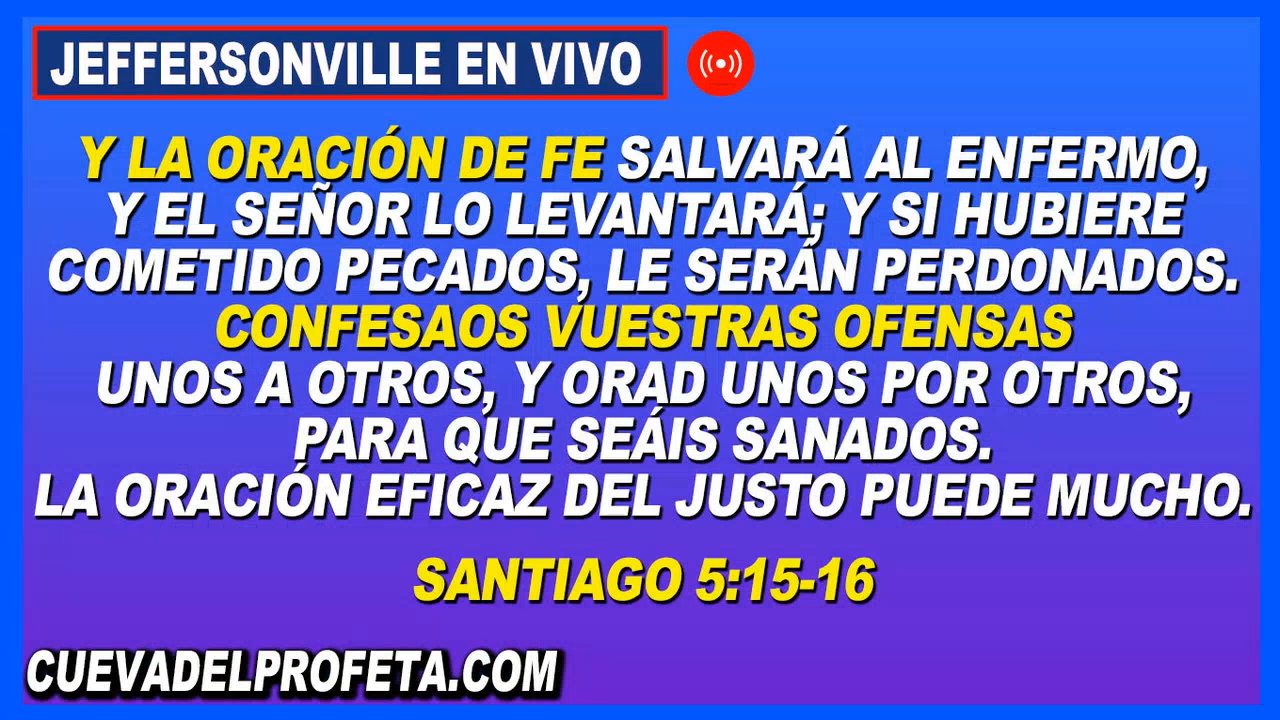 JEFFERSONVILLE EN VIVO
Y LA ORACIÓN DE FE SALVARÁ AL ENFERMO,
Y EL SEÑOR LO LEVANTARÁ; Y SI HUBIERE
COMETIDO PECADOS, LE SERÁN PERDONADOS.
CONFESAOS VUESTRAS OFENSAS
UNOS A OTROS, Y ORAD UNOS POR OTROS,
PARA QUE SEÁIS SANADOS.
LA ORACIÓN EFICAZ DEL JUSTO PUEDE MUCHO.
SANTIAGO 5:15-16
CUEVADELPROFETA.COM